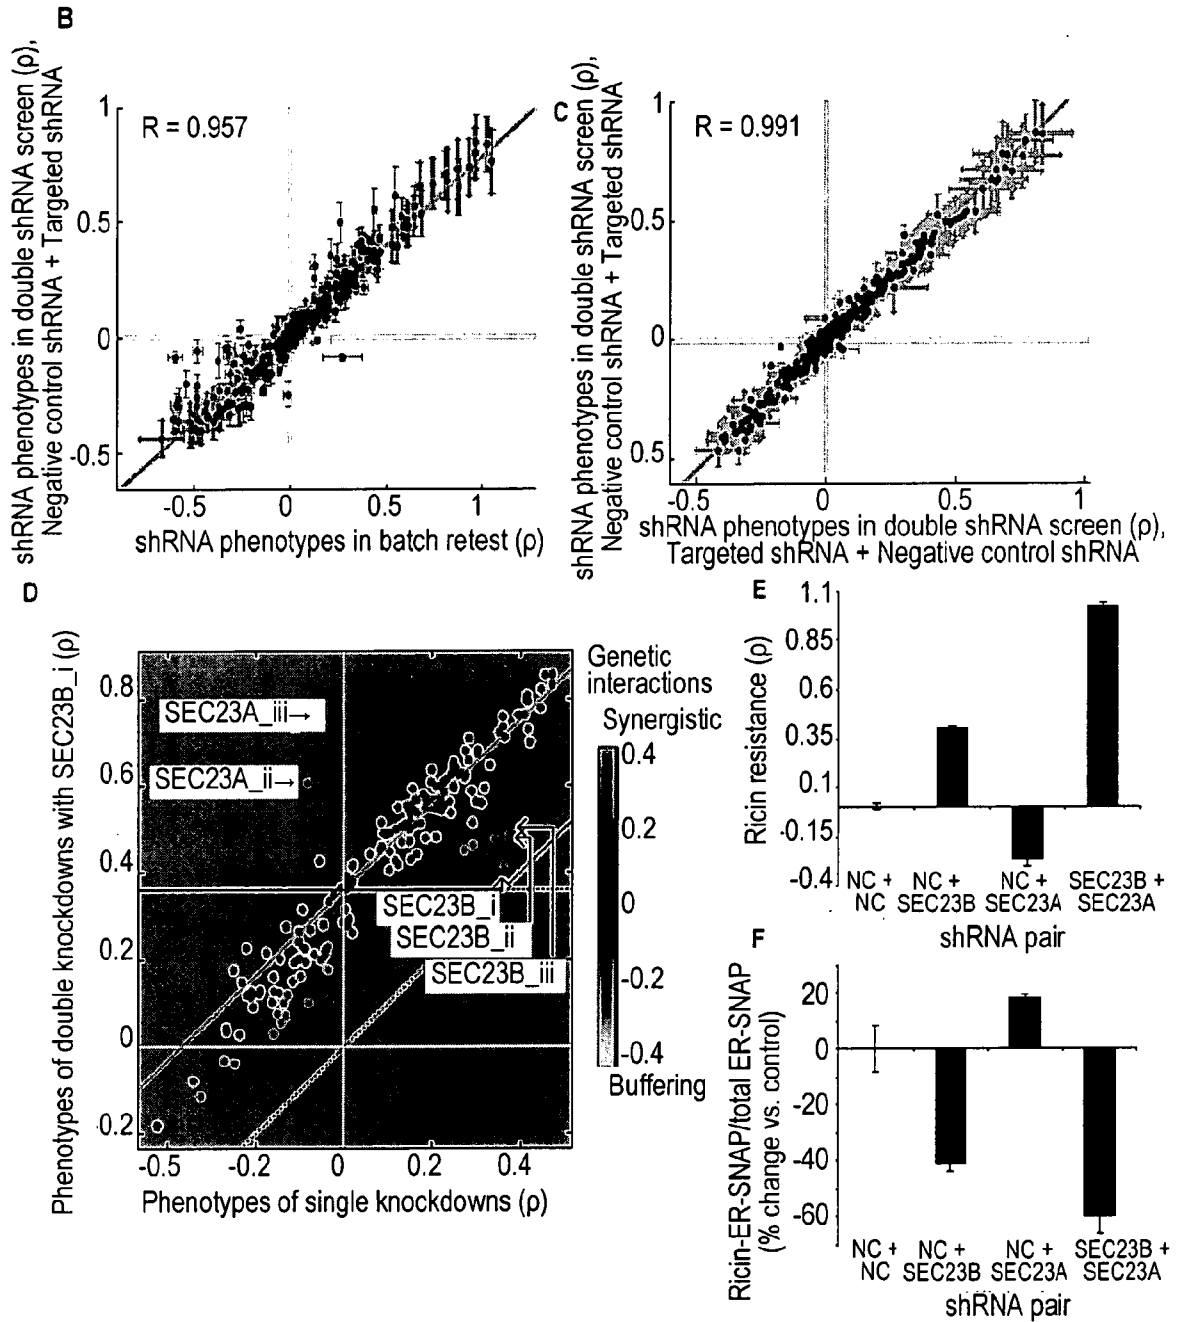 B
shRNA phenotypes in double shRNA screen (ρ),
Negative control shRNA + Targeted shRNA
R = 0.957
1
0.5
0
-0.5
-0.5
0
0.5
1
shRNA phenotypes in batch retest (ρ)
C
shRNA phenotypes in double shRNA screen (ρ),
Negative control shRNA + Targeted shRNA
R = 0.991
1
0.5
0
0.5
-0.5
0
0.5
1
shRNA phenotypes in double shRNA screen (ρ),
Targeted shRNA + Negative control shRNA
D
Phenotypes of double knockdowns with SEC23B_i (ρ)
0.8
0.6
0.4
0.2
0
0.2
SEC23A_iii→
SEC23A_ii→
SEC23B_i
SEC23B_ii
SEC23B_iii
-0.5
-0.2
0
0.2
0.4
Phenotypes of single knockdowns (ρ)
Genetic
interactions
Synergistic
0.4
0.2
0
-0.2
-0.4
Buffering
E
Ricin resistance (ρ)
1.1
0.85
0.6
0.35
0.1
-0.15
-0.4
NC +
NC
NC +
SEC23B
NC +
SEC23A
SEC23B +
SEC23A
shRNA pair
F
Ricin-ER-SNAP/total ER-SNAP
(% change vs. control)
20
0
-20
-40
-60
NC +
NC
NC +
SEC23B
NC +
SEC23A
SEC23B +
SEC23A
shRNA pair